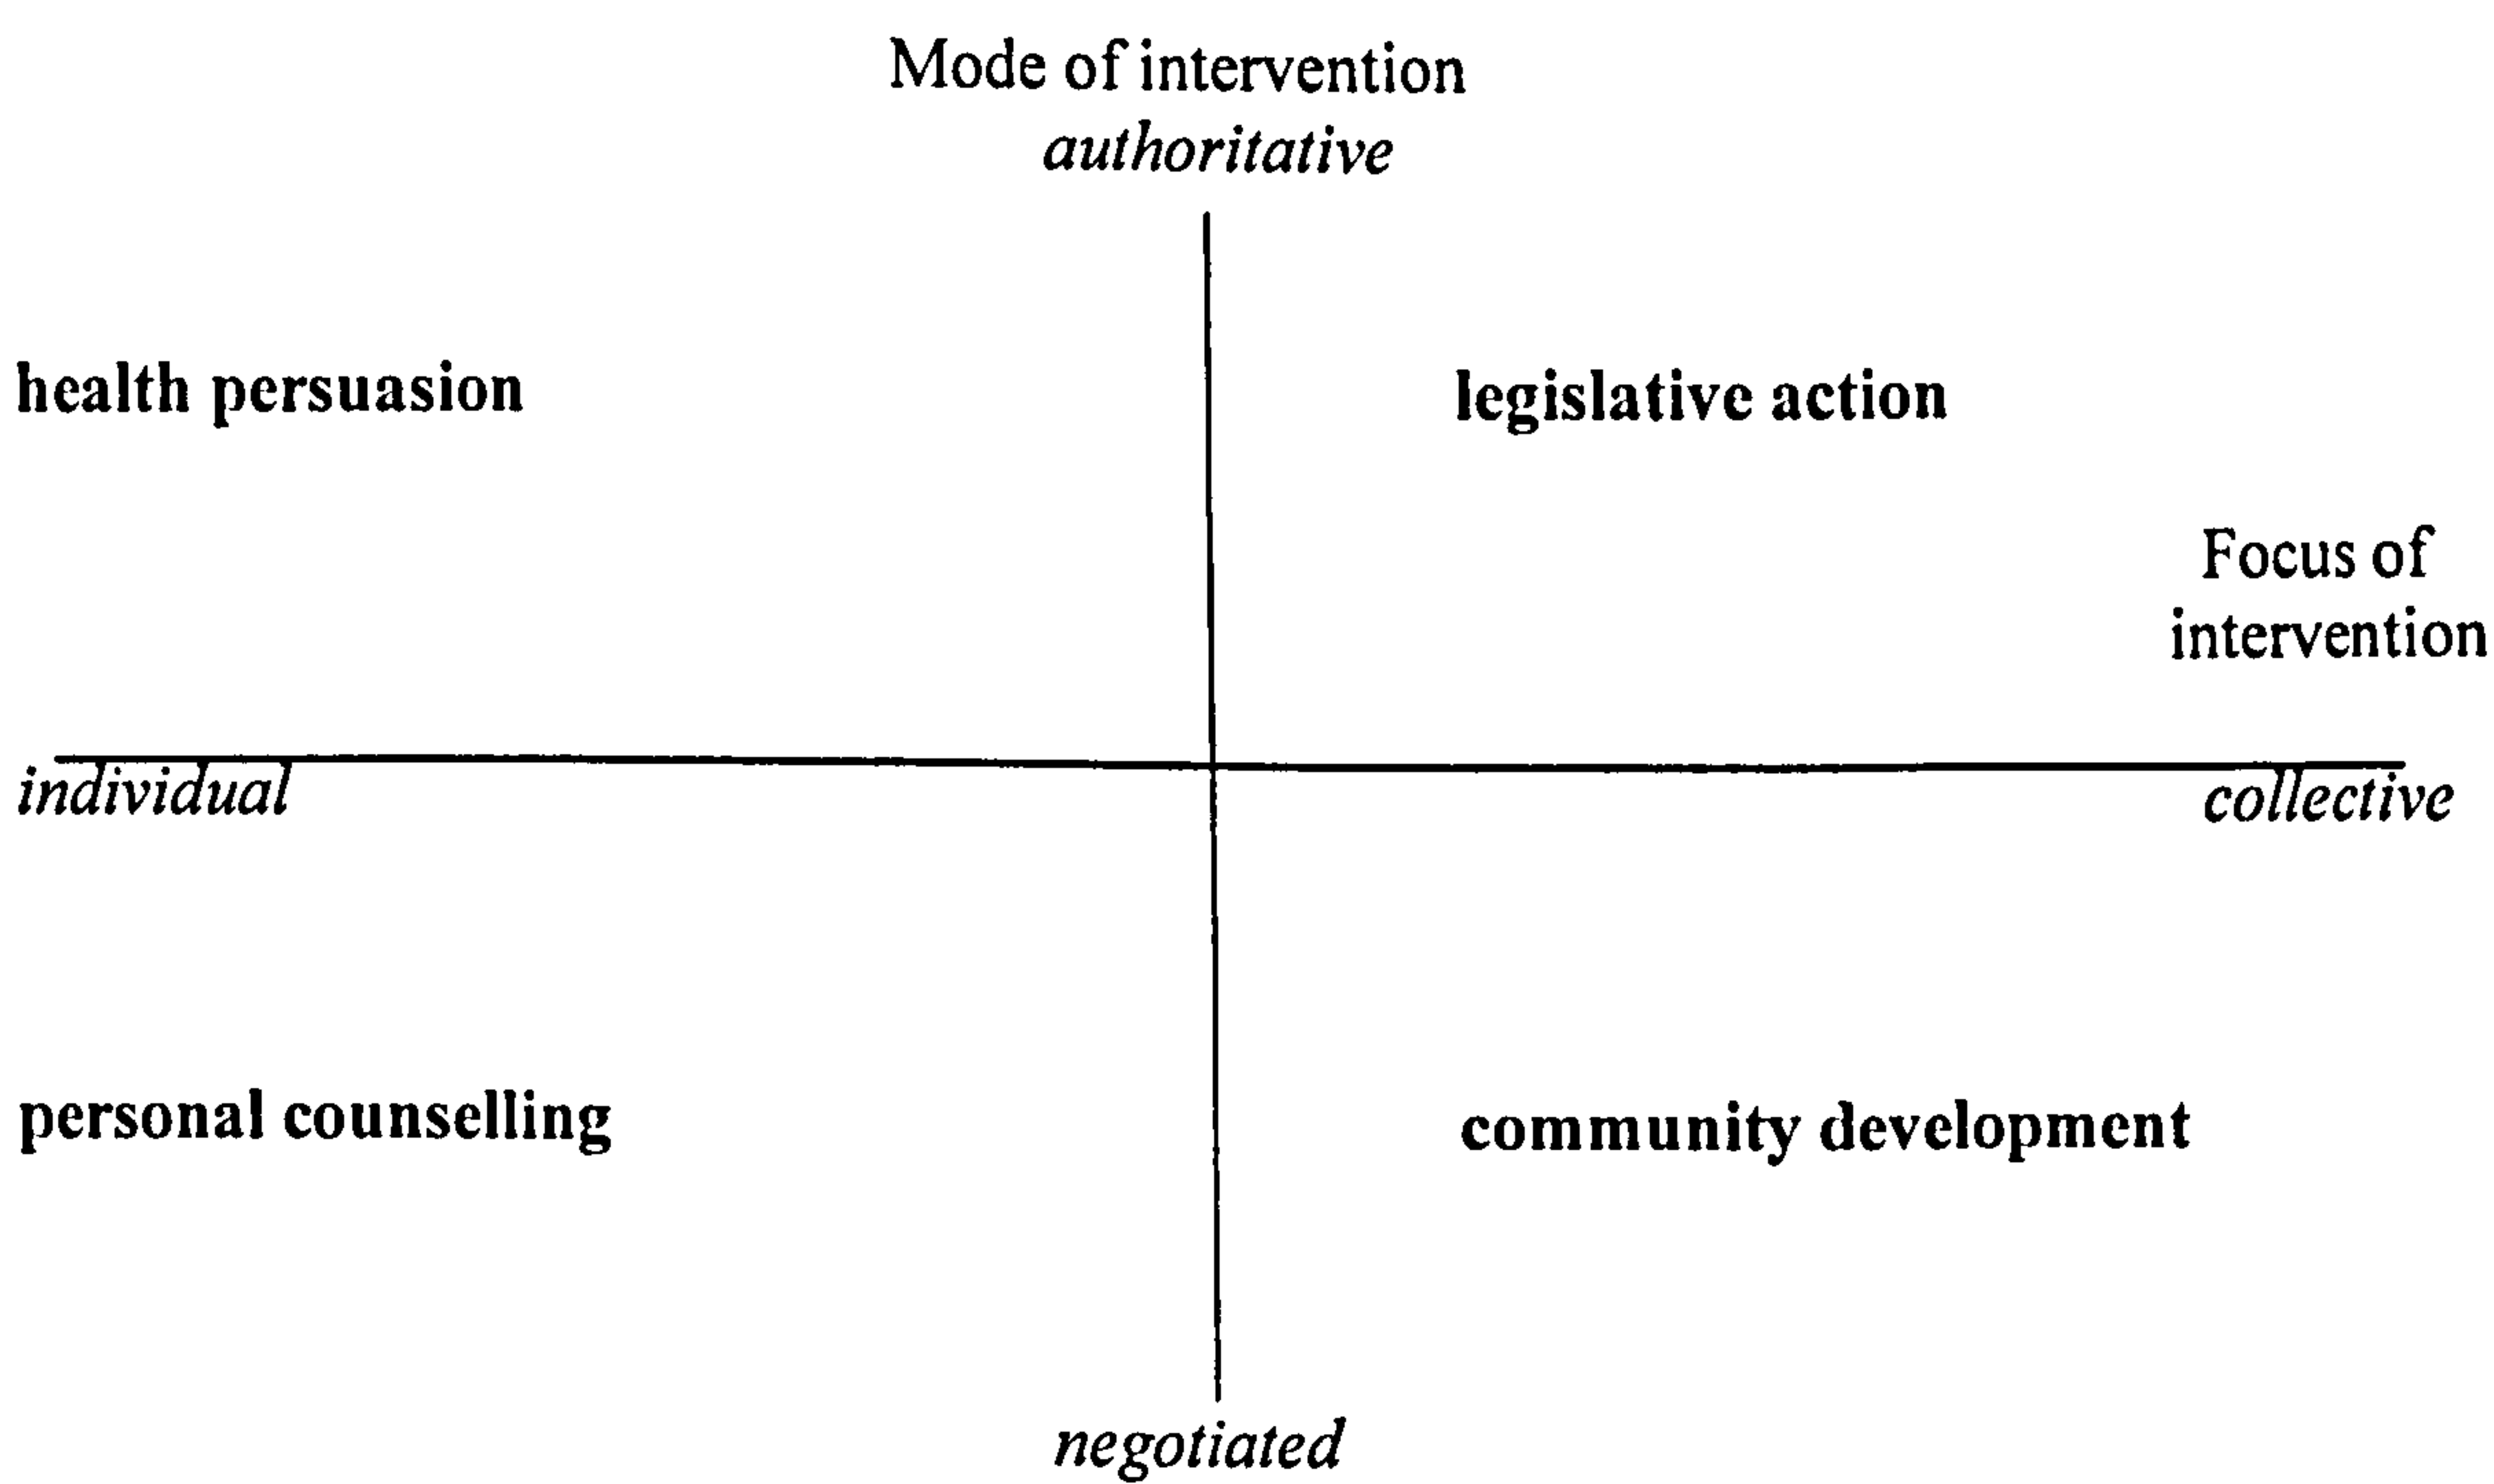 Mode of intervention
authoritative
health persuasion
legislative action
Focus of
intervention
individual
collective
personal counselling
community development
negotiated